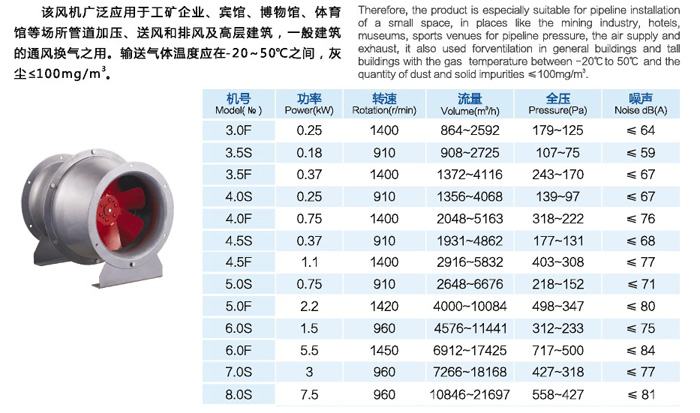 该风机广泛应用于工矿企业、宾馆、博物馆、体育
馆等场所管道加压、送风和排风及高层建筑，一般建筑
的通风换气之用。输送气体温度应在-20~50℃之间，灰
尘≤100mg/m³。
Therefore, the product is especially suitable for pipeline installation
of a small space, in places like the mining industry, hotels,
museums, sports venues for pipeline pressure, the air supply and
exhaust, it also used forventilation in general buildings and tall
buildings with the gas temperature between -20℃to 50℃ and the
quantity of dust and solid impurities ≤100mg/m³.
机号 功率 转速 流量 全压 噪声
Model(№) Power(kW) Rotation(r/min) Volume(m³/h) Pressure(Pa) Noise dB(A)
3.0F 0.25 1400 864~2592 179~125 ≤ 64
3.5S 0.18 910 908~2725 107~75 ≤ 59
3.5F 0.37 1400 1372~4116 243~170 ≤ 67
4.0S 0.25 910 1356~4068 139~97 ≤ 67
4.0F 0.75 1400 2048~5163 318~222 ≤ 76
4.5S 0.37 910 1931~4862 177~131 ≤ 68
4.5F 1.1 1400 2916~5832 403~308 ≤ 77
5.0S 0.75 910 2648~6676 218~152 ≤ 71
5.0F 2.2 1420 4000~10084 498~347 ≤ 80
6.0S 1.5 960 4576~11441 312~233 ≤ 75
6.0F 5.5 1450 6912~17425 717~500 ≤ 84
7.0S 3 960 7266~18168 427~318 ≤ 77
8.0S 7.5 960 10846~21697 558~427 ≤ 81